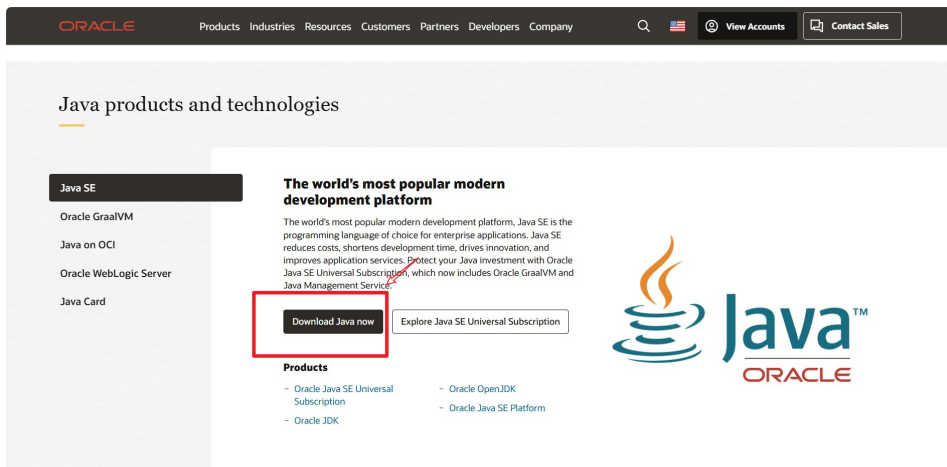 ORACLE Products Industries Resources Customers Partners Developers Company View Accounts Contact Sales
Java products and technologies
Java SE
Oracle GraalVM
Java on OCI
Oracle WebLogic Server
Java Card
The world's most popular modern
development platform
The world's most popular modern development platform, Java SE is the
programming language of choice for enterprise applications. Java SE
reduces costs, shortens development time, drives innovation, and
improves application services. Protect your Java investment with Oracle
Java SE Universal Subscription, which now includes Oracle GraalVM and
Java Management Service.
Download Java now Explore Java SE Universal Subscription
Products
- Oracle Java SE Universal
Subscription
- Oracle JDK
- Oracle OpenJDK
- Oracle Java SE Platform
Java™
ORACLE